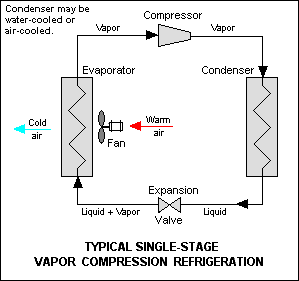 Condenser may be
water-cooled or
air-cooled.
Compressor
Vapor
Vapor
Evaporator
Condenser
Cold
air
Warm
air
Fan
Expansion
Valve
Liquid + Vapor
Liquid
TYPICAL SINGLE-STAGE
VAPOR COMPRESSION REFRIGERATION